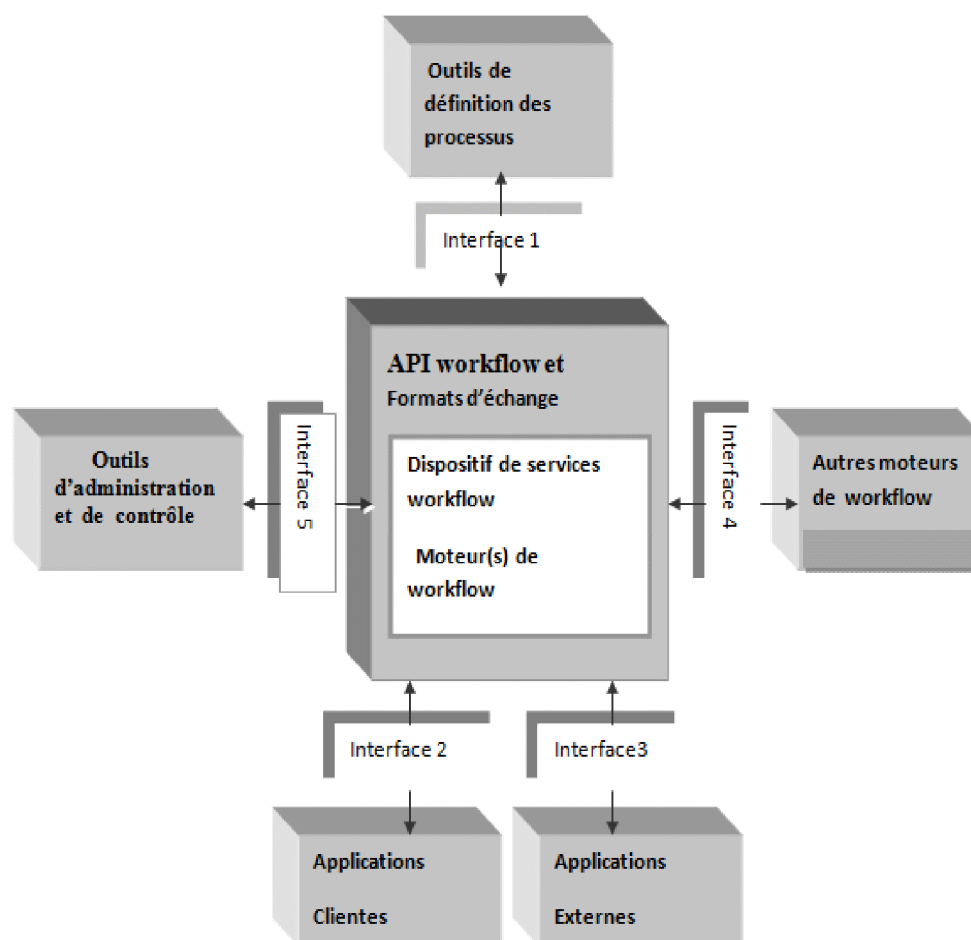 Outils de
définition des
processus
Interface 1
API workflow et
Formats d'échange
Dispositif de services
workflow
Moteur(s) de
workflow
Outils
d'administration
et de contrôle
Interface 5
Interface 4
Autres moteurs
de workflow
Interface 2
Interface3
Applications
Clientes
Applications
Externes